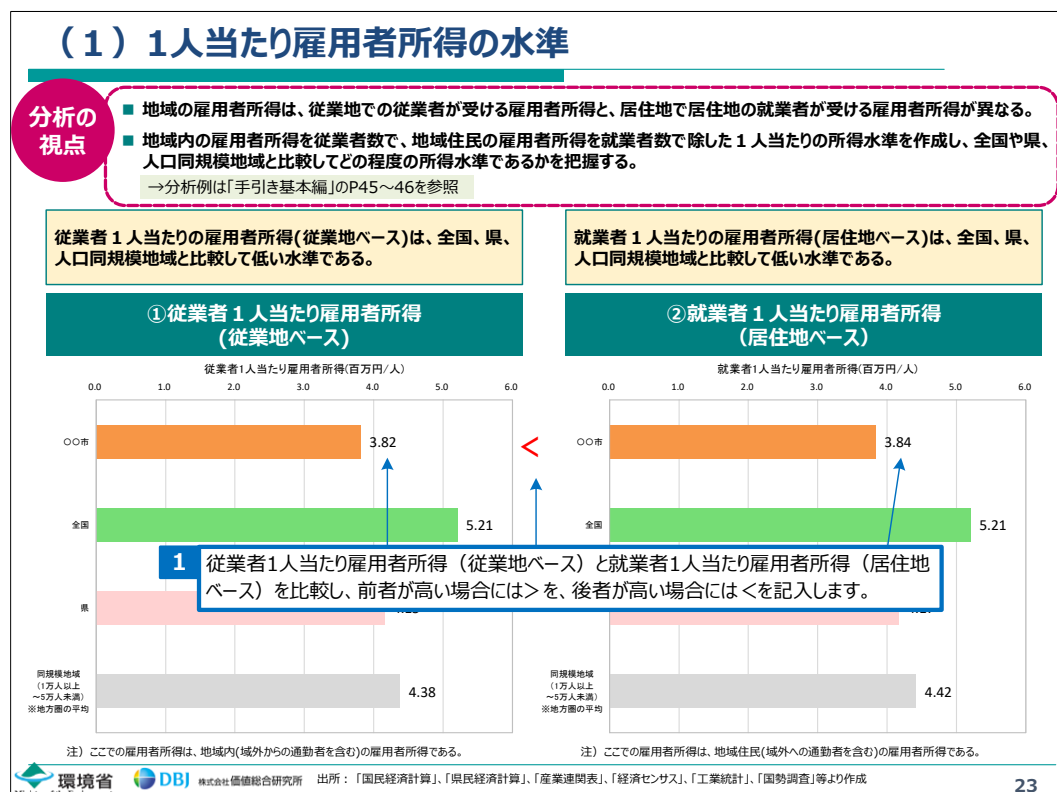 （１）1人当たり雇用者所得の水準
分析の
視点
■ 地域の雇用者所得は、従業地での従業者が受ける雇用者所得と、居住地で居住地の就業者が受ける雇用者所得が異なる。
■ 地域内の雇用者所得を従業者数で、地域住民の雇用者所得を就業者数で除した１人当たりの所得水準を作成し、全国や県、
人口同規模地域と比較してどの程度の所得水準であるかを把握する。
→分析例は「手引き基本編」のP45～46を参照
従業者１人当たりの雇用者所得(従業地ベース)は、全国、県、
人口同規模地域と比較して低い水準である。
①従業者１人当たり雇用者所得
(従業地ベース)
従業者1人当たり雇用者所得(百万円/人)
0.0 1.0 2.0 3.0 4.0 5.0 6.0
○○市
3.82
全国
5.21
県
同規模地域
（1万人以上
～5万人未満）
※地方圏の平均
4.38
注）ここでの雇用者所得は、地域内(域外からの通勤者を含む)の雇用者所得である。
<
就業者１人当たりの雇用者所得(居住地ベース)は、全国、県、
人口同規模地域と比較して低い水準である。
②就業者１人当たり雇用者所得
（居住地ベース）
就業者1人当たり雇用者所得(百万円/人)
0.0 1.0 2.0 3.0 4.0 5.0 6.0
○○市
3.84
全国
5.21
同規模地域
（1万人以上
～5万人未満）
※地方圏の平均
4.42
注）ここでの雇用者所得は、地域住民(域外への通勤者を含む)の雇用者所得である。
1
従業者1人当たり雇用者所得（従業地ベース）と就業者1人当たり雇用者所得（居住地
ベース）を比較し、前者が高い場合には＞を、後者が高い場合には＜を記入します。
環境省
DBJ 株式会社価値総合研究所
出所：「国民経済計算」、「県民経済計算」、「産業連関表」、「経済センサス」、「工業統計」、「国勢調査」等より作成
23